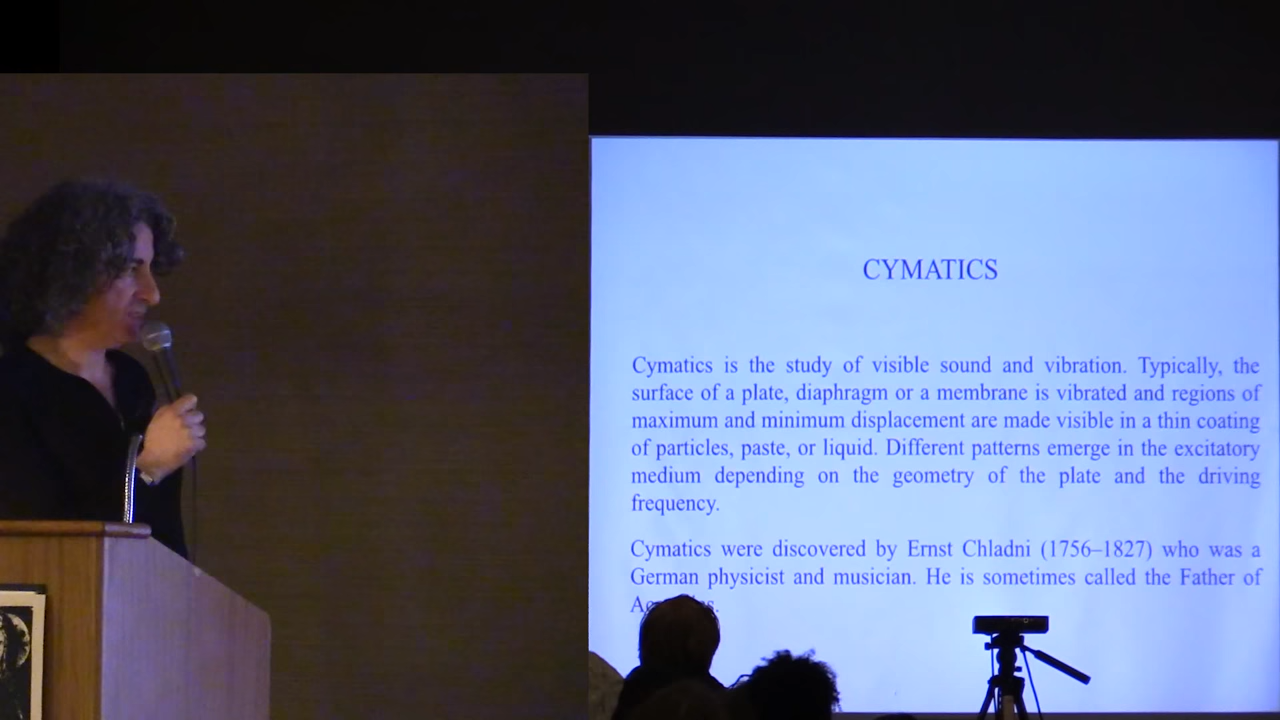 CYMATICS
Cymatics is the study of visible sound and vibration. Typically, the
surface of a plate, diaphragm or a membrane is vibrated and regions of
maximum and minimum displacement are made visible in a thin coating
of particles, paste, or liquid. Different patterns emerge in the excitatory
medium depending on the geometry of the plate and the driving
frequency.
Cymatics were discovered by Ernst Chladni (1756–1827) who was a
German physicist and musician. He is sometimes called the Father of